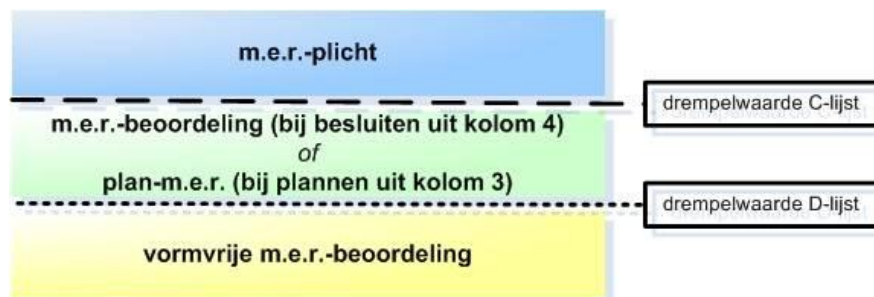 m.e.r.-plicht
drempelwaarde C-lijst
m.e.r.-beoordeling (bij besluiten uit kolom 4)
of
plan-m.e.r. (bij plannen uit kolom 3)
drempelwaarde D-lijst
vormvrije m.e.r.-beoordeling